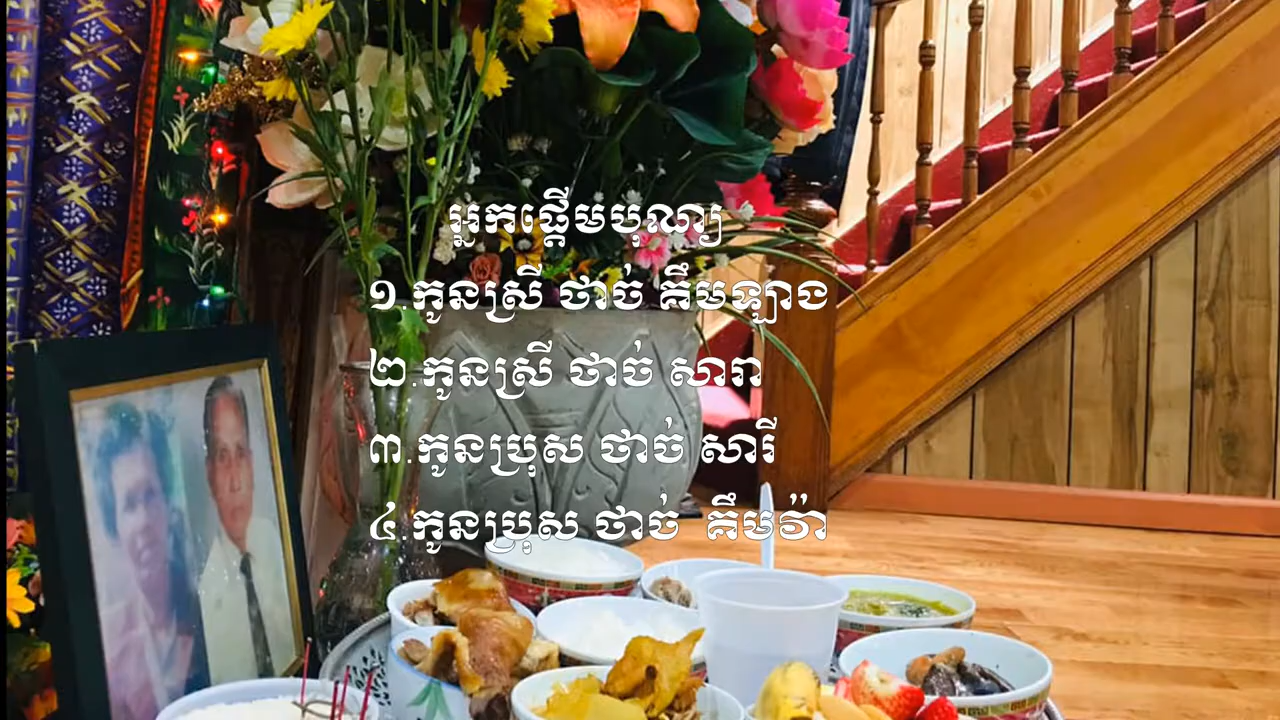 អ្នកផ្ដើមបុណ្យ
១.កូនស្រី ថាច់ គឹមឡាង
២.កូនស្រី ថាច់ សារា
៣.កូនប្រុស ថាច់ សារី
៤.កូនប្រុស ថាច់ គឹមវ៉ា